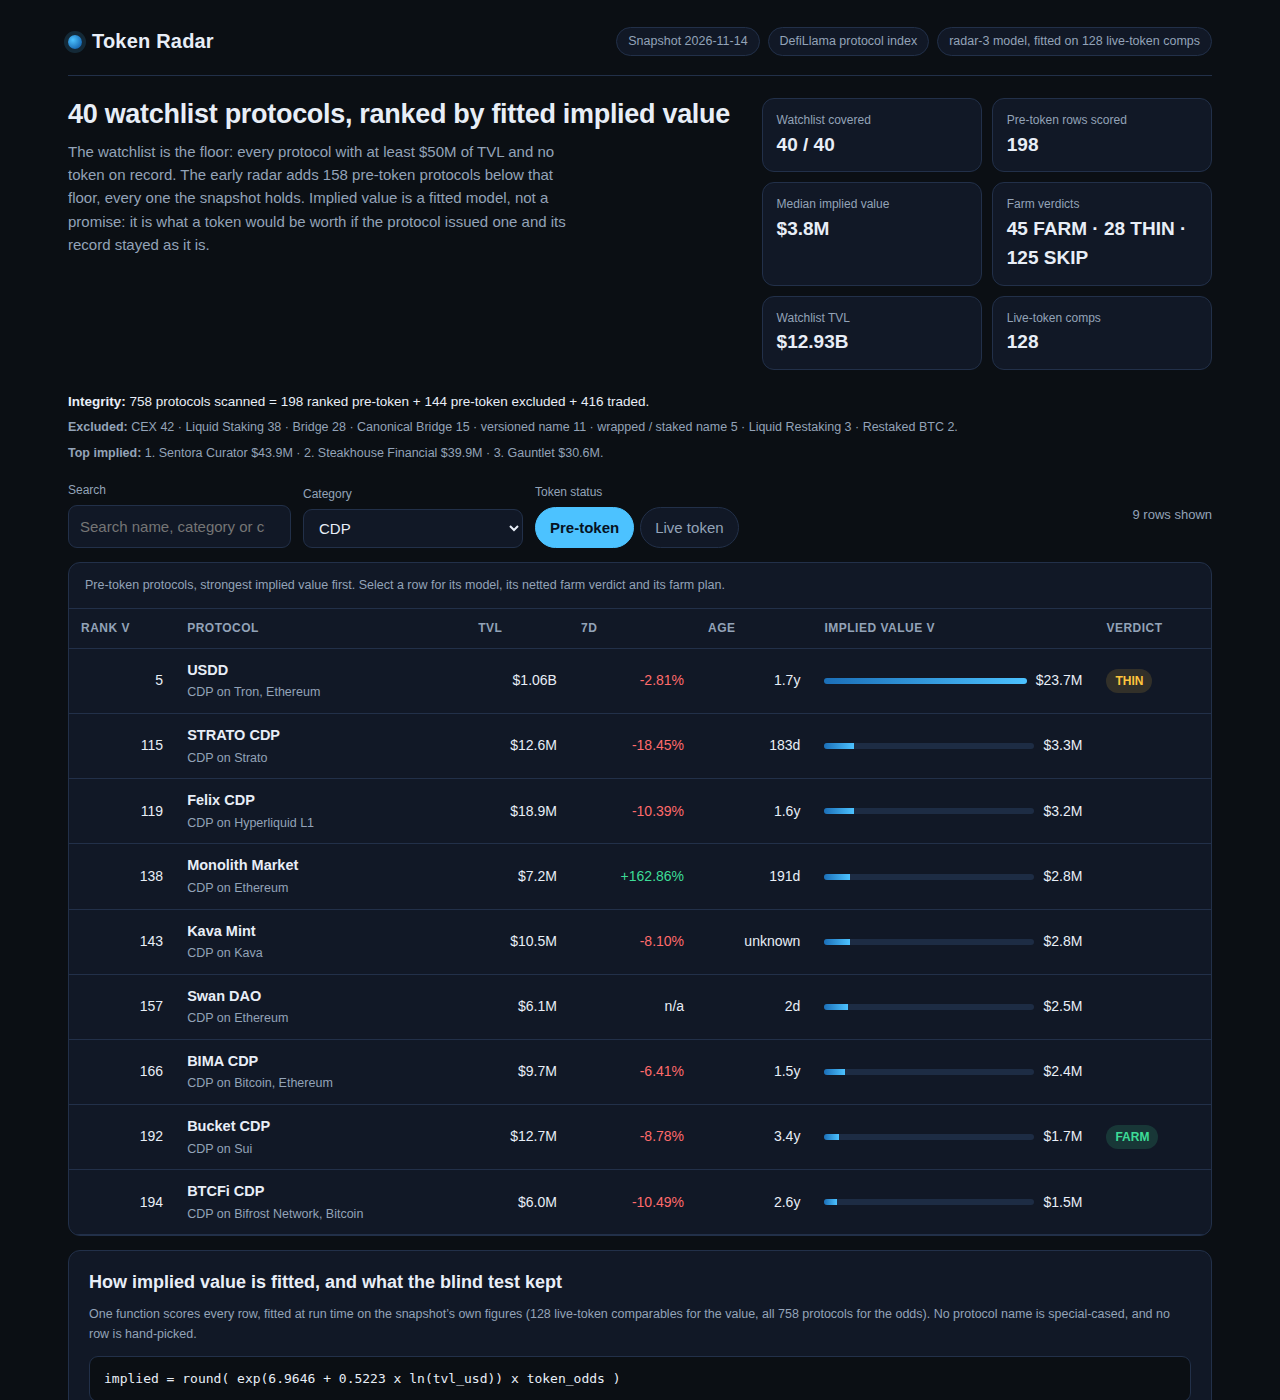 Token Radar
Snapshot 2026-11-14
DefiLlama protocol index
radar-3 model, fitted on 128 live-token comps
40 watchlist protocols, ranked by fitted implied value
The watchlist is the floor: every protocol with at least $50M of TVL and no
token on record. The early radar adds 158 pre-token protocols below that
floor, every one the snapshot holds. Implied value is a fitted model, not a
promise: it is what a token would be worth if the protocol issued one and its
record stayed as it is.
Watchlist covered
40 / 40
Pre-token rows scored
198
Median implied value
$3.8M
Farm verdicts
45 FARM · 28 THIN ·
125 SKIP
Watchlist TVL
$12.93B
Live-token comps
128
Integrity: 758 protocols scanned = 198 ranked pre-token + 144 pre-token excluded + 416 traded.
Excluded: CEX 42 · Liquid Staking 38 · Bridge 28 · Canonical Bridge 15 · versioned name 11 · wrapped / staked name 5 · Liquid Restaking 3 · Restaked BTC 2.
Top implied: 1. Sentora Curator $43.9M · 2. Steakhouse Financial $39.9M · 3. Gauntlet $30.6M.
Search
Search name, category or c
Category
CDP
Token status
Pre-token
Live token
9 rows shown
Pre-token protocols, strongest implied value first. Select a row for its model, its netted farm verdict and its farm plan.
RANK V PROTOCOL TVL 7D AGE IMPLIED VALUE V VERDICT
5 USDD $1.06B -2.81% 1.7y $23.7M THIN
CDP on Tron, Ethereum
115 STRATO CDP $12.6M -18.45% 183d $3.3M
CDP on Strato
119 Felix CDP $18.9M -10.39% 1.6y $3.2M
CDP on Hyperliquid L1
138 Monolith Market $7.2M +162.86% 191d $2.8M
CDP on Ethereum
143 Kava Mint $10.5M -8.10% unknown $2.8M
CDP on Kava
157 Swan DAO $6.1M n/a 2d $2.5M
CDP on Ethereum
166 BIMA CDP $9.7M -6.41% 1.5y $2.4M
CDP on Bitcoin, Ethereum
192 Bucket CDP $12.7M -8.78% 3.4y $1.7M FARM
CDP on Sui
194 BTCFi CDP $6.0M -10.49% 2.6y $1.5M
CDP on Bifrost Network, Bitcoin
How implied value is fitted, and what the blind test kept
One function scores every row, fitted at run time on the snapshot's own figures (128 live-token comparables for the value, all 758 protocols for the odds). No protocol name is special-cased, and no
row is hand-picked.
implied = round( exp(6.9646 + 0.5223 x ln(tvl_usd)) x token_odds )